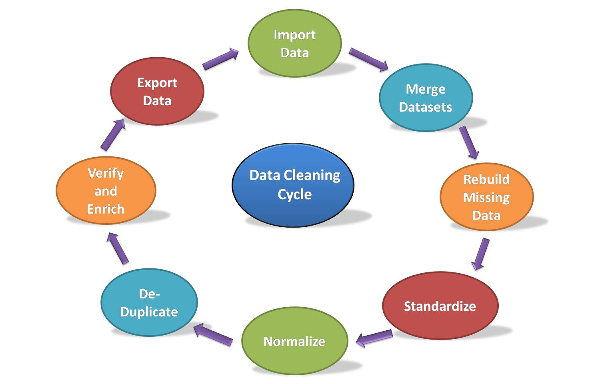 Import
Data
Merge
Datasets
Rebuild
Missing
Data
Standardize
Normalize
De-
Duplicate
Verify
and
Enrich
Export
Data
Data Cleaning
Cycle